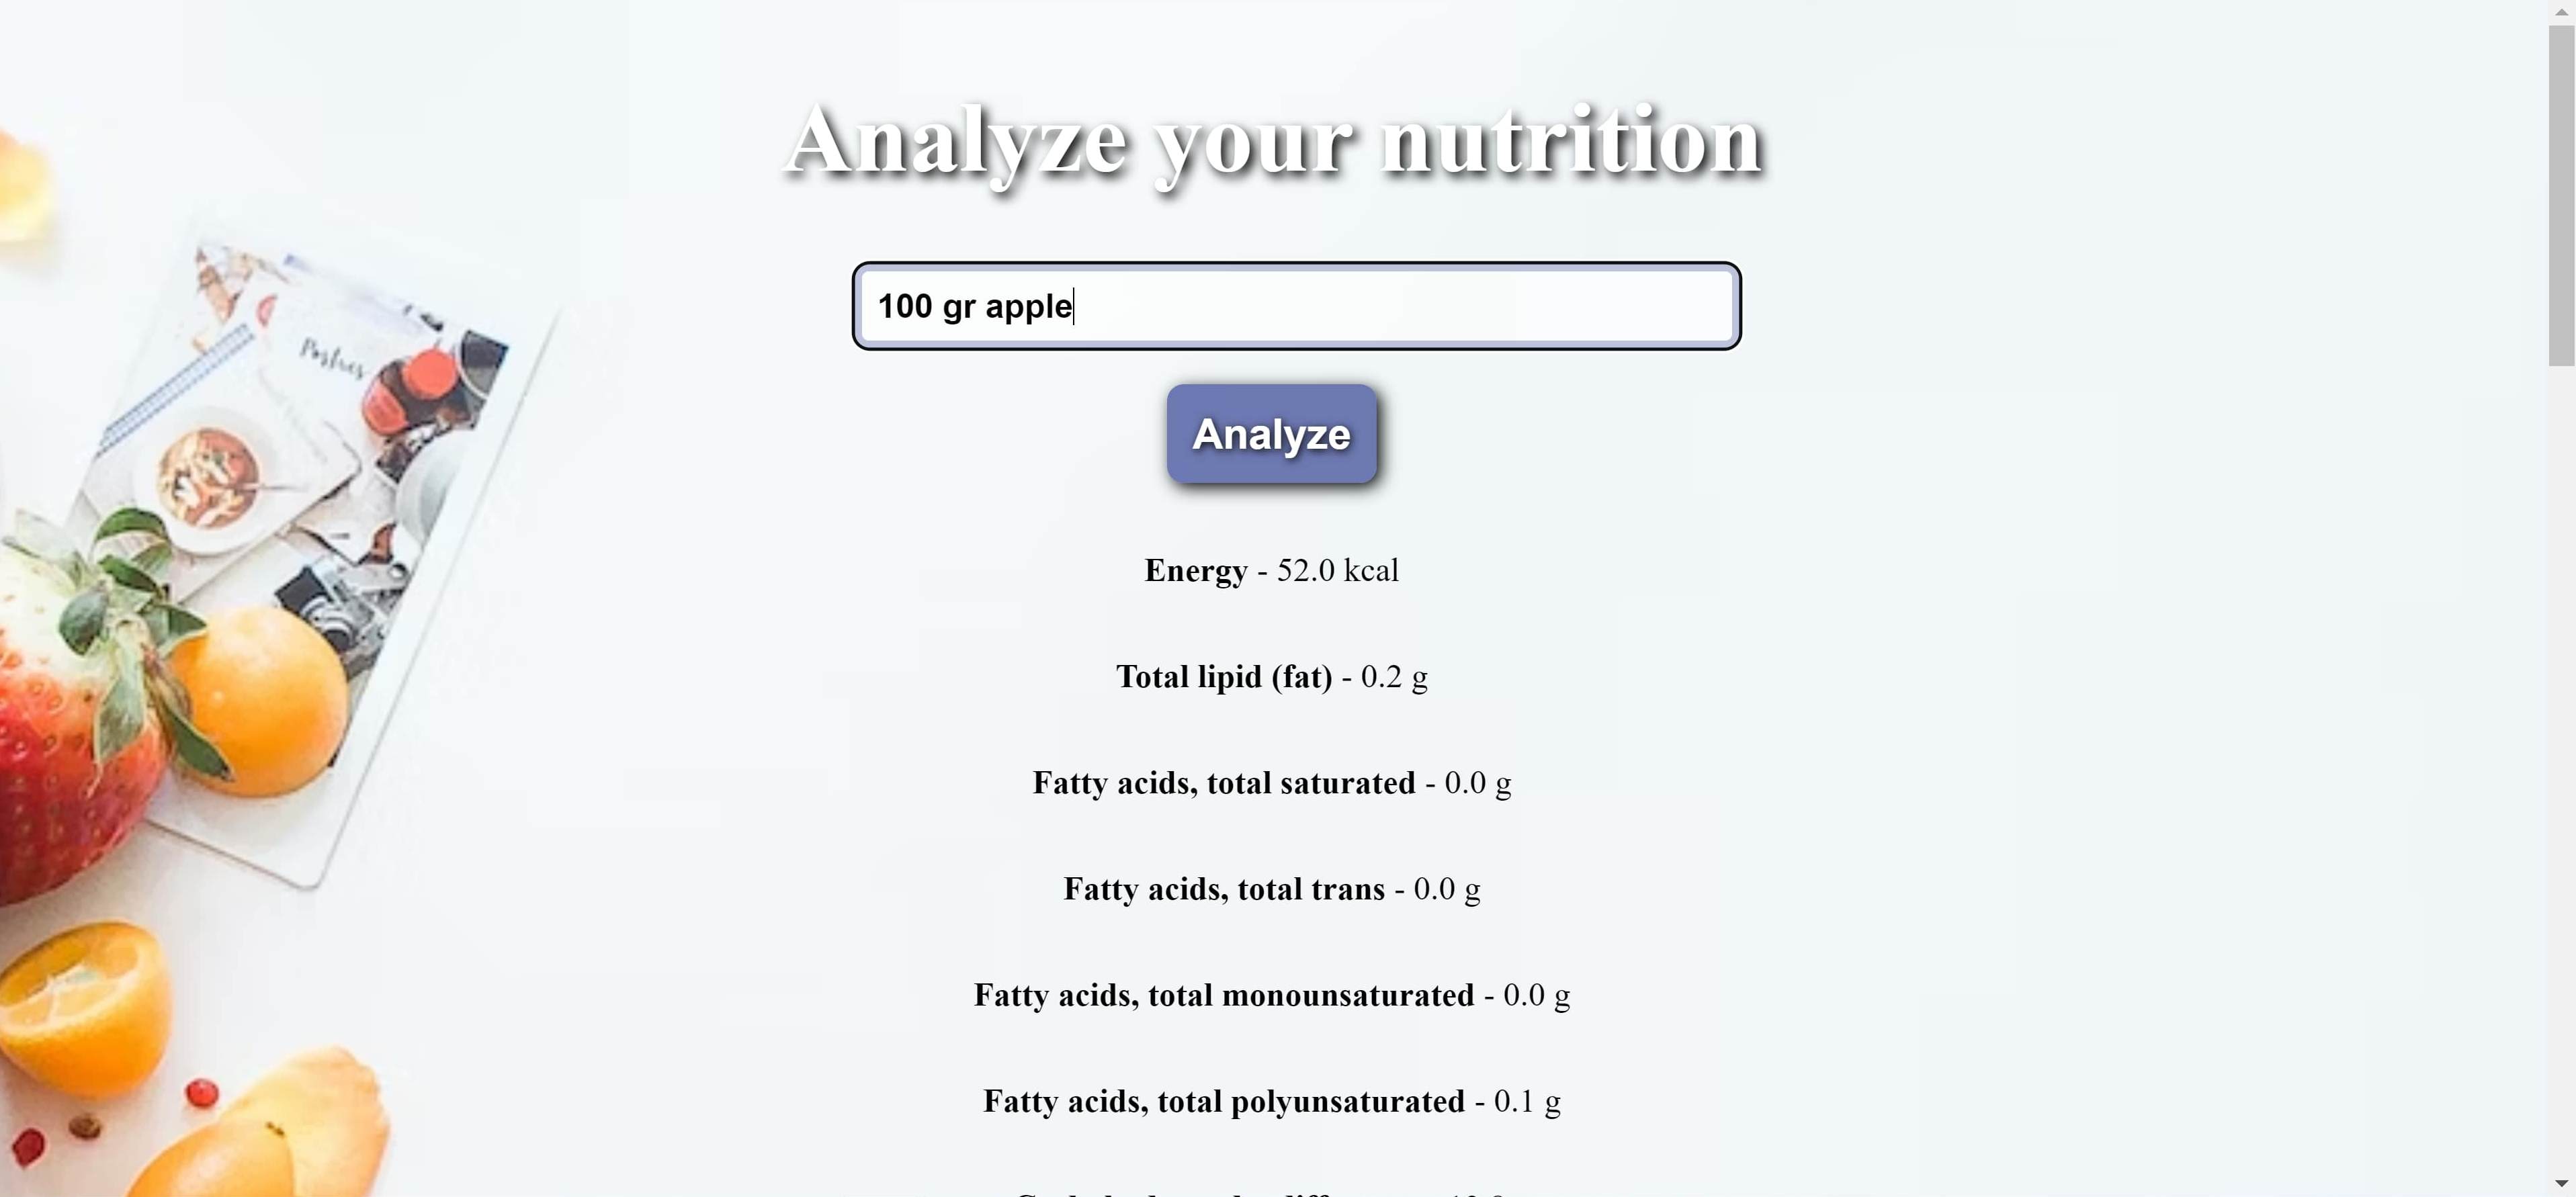 Analyze your nutrition
100 gr apple
Analyze
Energy - 52.0 kcal
Total lipid (fat) - 0.2 g
Fatty acids, total saturated - 0.0 g
Fatty acids, total trans - 0.0 g
Fatty acids, total monounsaturated - 0.0 g
Fatty acids, total polyunsaturated - 0.1 g